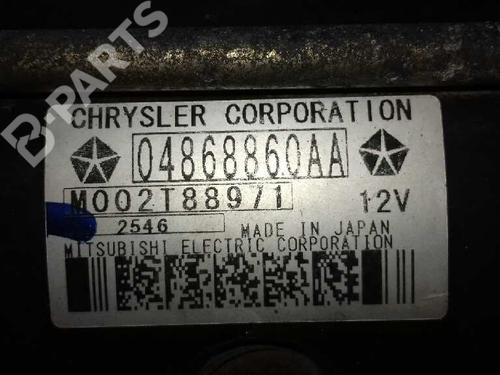 B-PARTS
CHRYSLER CORPORATION
04868860AA
M002T88971
12V
2546
MADE IN JAPAN
MITSUBISHI ELECTRIC CORPORATION